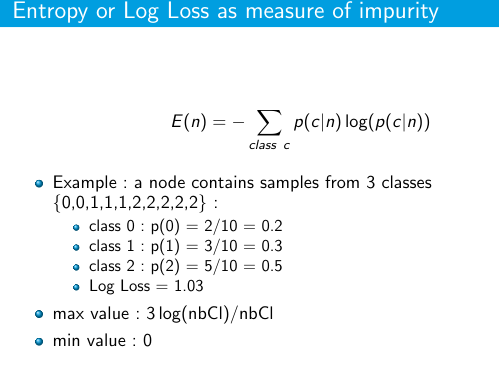 Entropy or Log Loss as measure of impurity
E(n) = − ∑ p(c|n) log(p(c|n))
class c
Example : a node contains samples from 3 classes
{0,0,1,1,1,2,2,2,2,2} :
class 0 : p(0) = 2/10 = 0.2
class 1 : p(1) = 3/10 = 0.3
class 2 : p(2) = 5/10 = 0.5
Log Loss = 1.03
max value : 3 log(nbCl)/nbCl
min value : 0